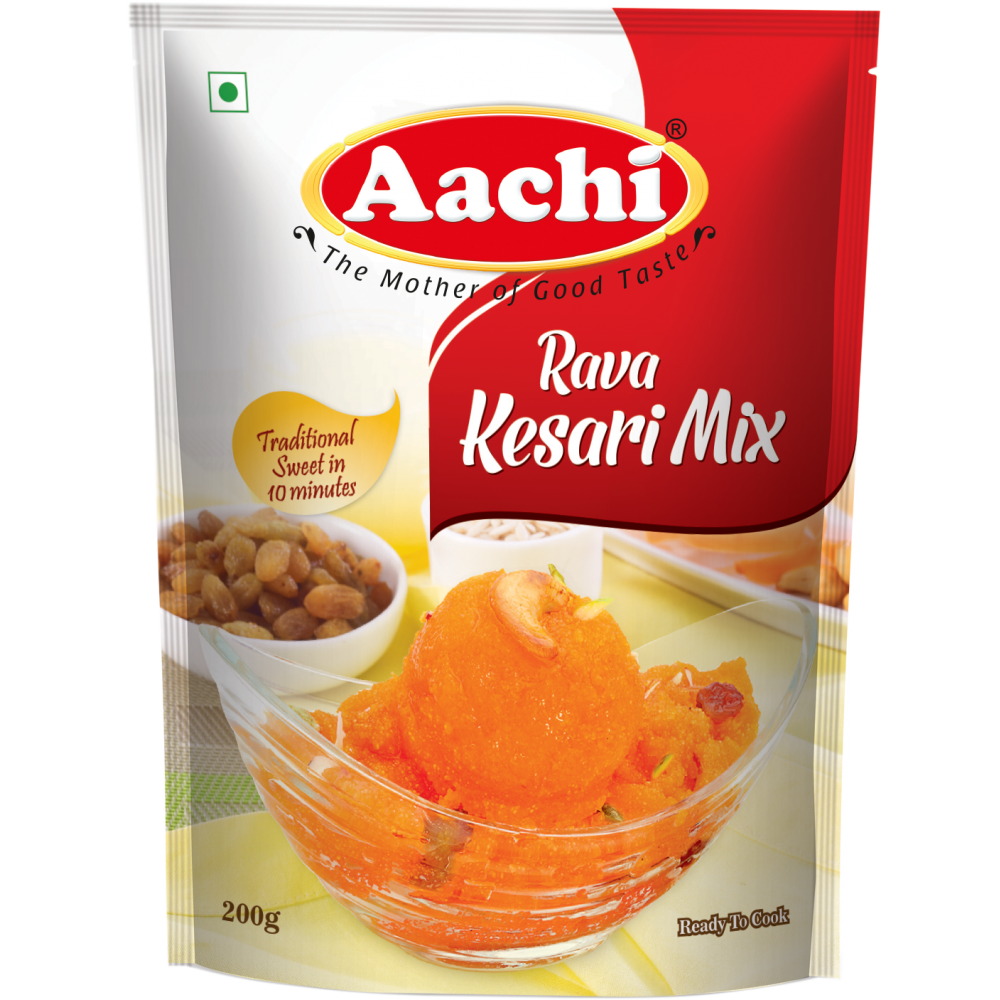 Aachi®
The Mother of Good Taste
Rava
Kesari Mix
Traditional
Sweet in
10 minutes
200g
Ready To Cook